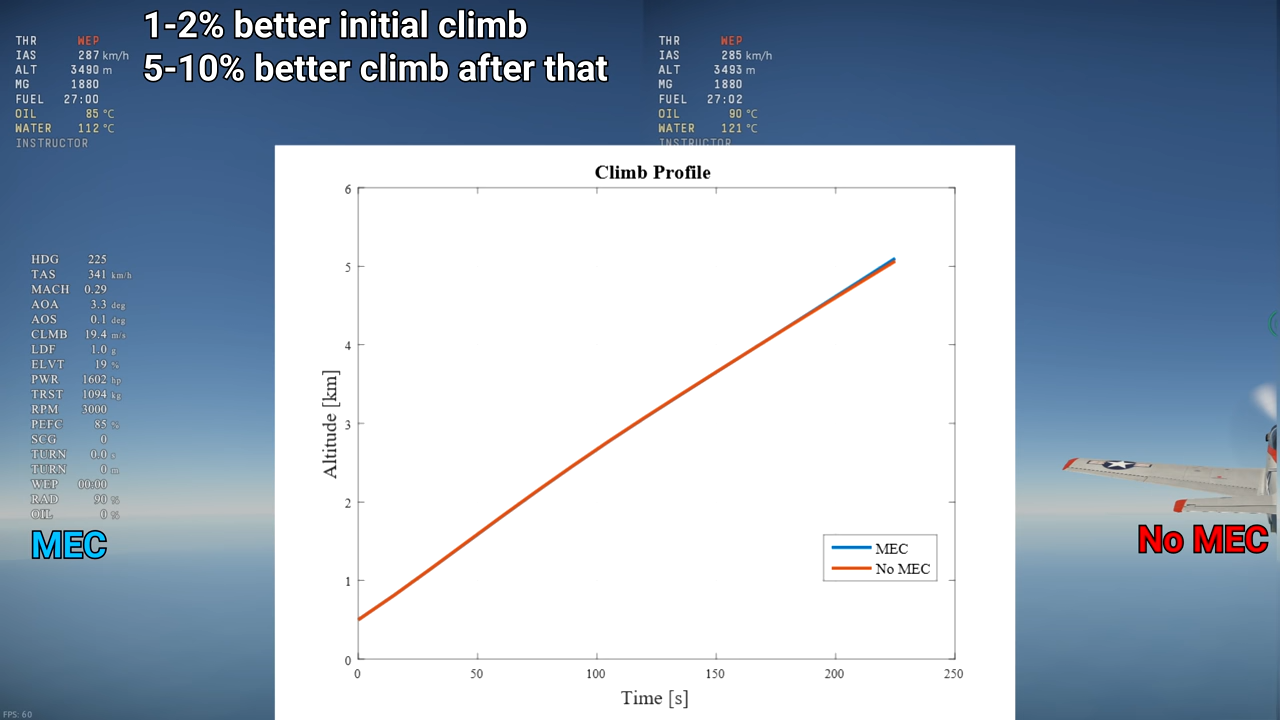 1-2% better initial climb
5-10% better climb after that
THR WEP
IAS 287 km/h
ALT 3490 m
MG 1880
FUEL 27:00
OIL 85 °C
WATER 112 °C
INSTRUCTOR
THR WEP
IAS 285 km/h
ALT 3493 m
MG 1880
FUEL 27:02
OIL 90 °C
WATER 121 °C
INSTRUCTOR
HDG 225
TAS 341 km/h
MACH 0.29
AOA 3.3 deg
AOS 0.1 deg
CLMB 19.4 m/s
LDF 1.0 g
ELVT 19 %
PWR 1602 hp
TRST 1094 kg
RPM 3000
PEFC 85 %
SCG 0
TURN 0.0 s
TURN 0 m
WEP 00:00
RAD 90 %
OIL 0 %
MEC
Climb Profile
Altitude [km]
6
5
4
3
2
1
0
0 50 100 150 200 250
Time [s]
MEC
No MEC
No MEC
FPS: 60